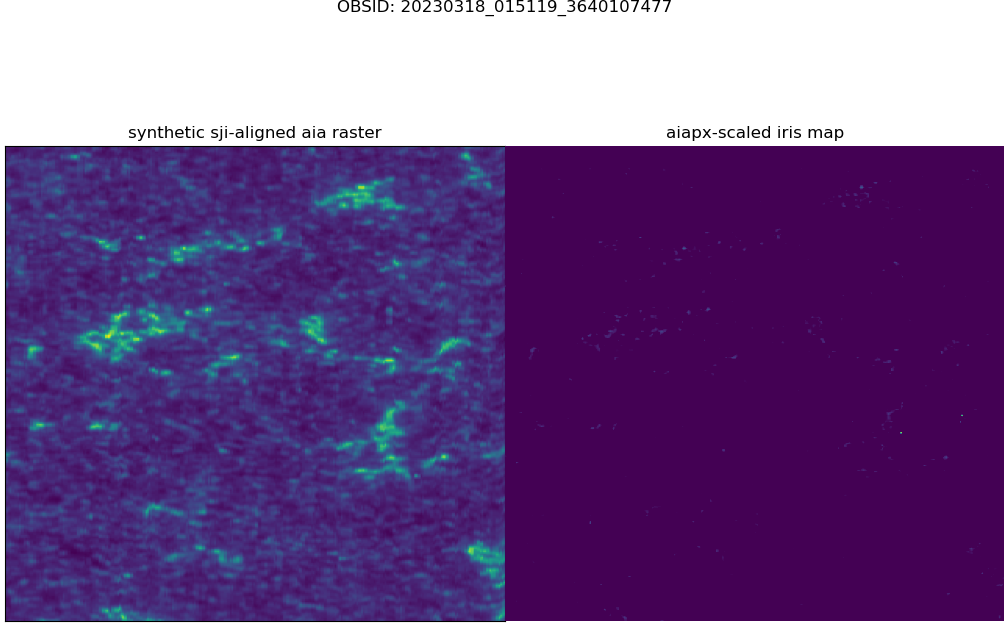 OBSID: 20230318_015119_3640107477
synthetic sji-aligned aia raster
aiapx-scaled iris map